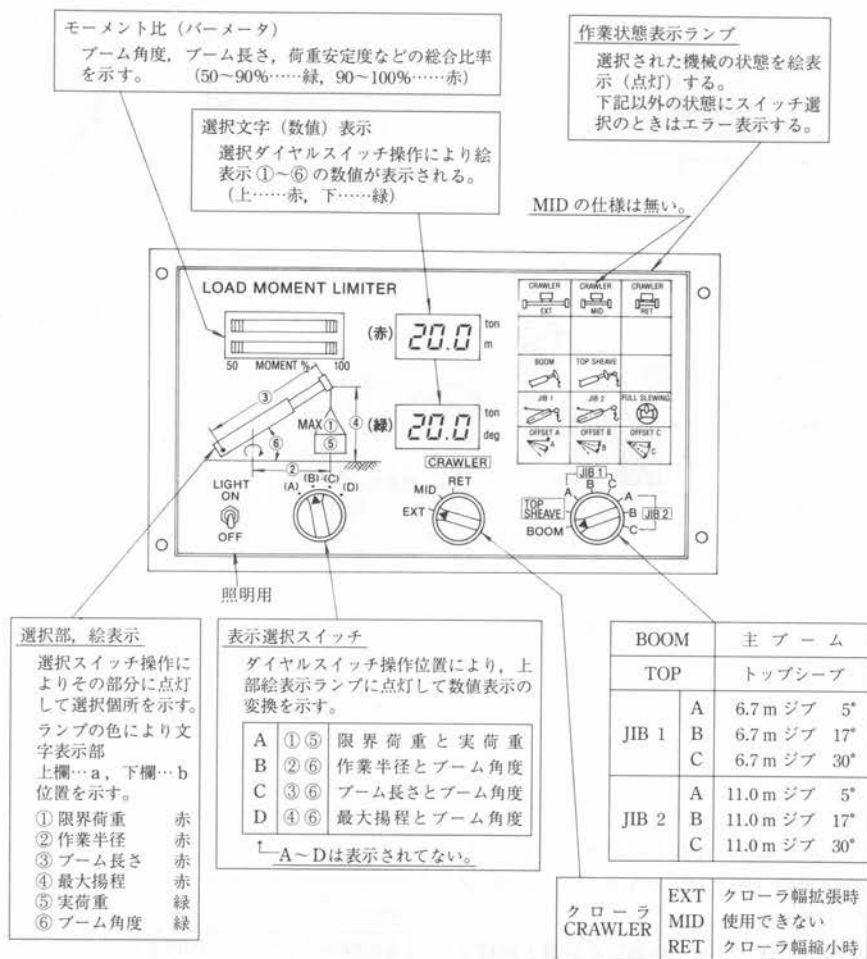 モーメント比（バーメータ）
ブーム角度，ブーム長さ，荷重安定度などの総合比率
を示す。 （50～90％……緑，90～100％……赤）
作業状態表示ランプ
選択された機械の状態を絵表
示（点灯）する。
下記以外の状態にスイッチ選
択のときはエラー表示する。
選択文字（数値）表示
選択ダイヤルスイッチ操作により絵
表示①～⑥の数値が表示される。
（上……赤，下……緑）
MIDの仕様は無い。
LOAD MOMENT LIMITER
50 MOMENT % 100
(赤) 20.0 ton m
(緑) 20.0 ton deg
③
MAX ①
④
⑤
⑥
②
CRAWLER EXT
CRAWLER MID
CRAWLER RET
BOOM
TOP SHEAVE
JIB 1
JIB 2
FULL SLEWING
OFFSET A
A
OFFSET B
B
OFFSET C
C
LIGHT
ON
OFF
(A) (B) (C) (D)
CRAWLER
EXT MID RET
BOOM
TOP SHEAVE
JIB 1
A B C
A
B JIB 2
C
照明用
選択部，絵表示
選択スイッチ操作に
よりその部分に点灯
して選択個所を示す。
ランプの色により文
字表示部
上欄…a，下欄…b
位置を示す。
① 限界荷重 赤
② 作業半径 赤
③ ブーム長さ 赤
④ 最大揚程 赤
⑤ 実荷重 緑
⑥ ブーム角度 緑
表示選択スイッチ
ダイヤルスイッチ操作位置により，上
部絵表示ランプに点灯して数値表示の
変換を示す。
A ①⑤ 限界荷重と実荷重
B ②⑥ 作業半径とブーム角度
C ③⑥ ブーム長さとブーム角度
D ④⑥ 最大揚程とブーム角度
A～Dは表示されてない。
BOOM 主ブーム
TOP トップシーブ
JIB 1 A 6.7mジブ 5°
B 6.7mジブ 17°
C 6.7mジブ 30°
JIB 2 A 11.0mジブ 5°
B 11.0mジブ 17°
C 11.0mジブ 30°
クローラ CRAWLER
EXT クローラ幅拡張時
MID 使用できない
RET クローラ幅縮小時